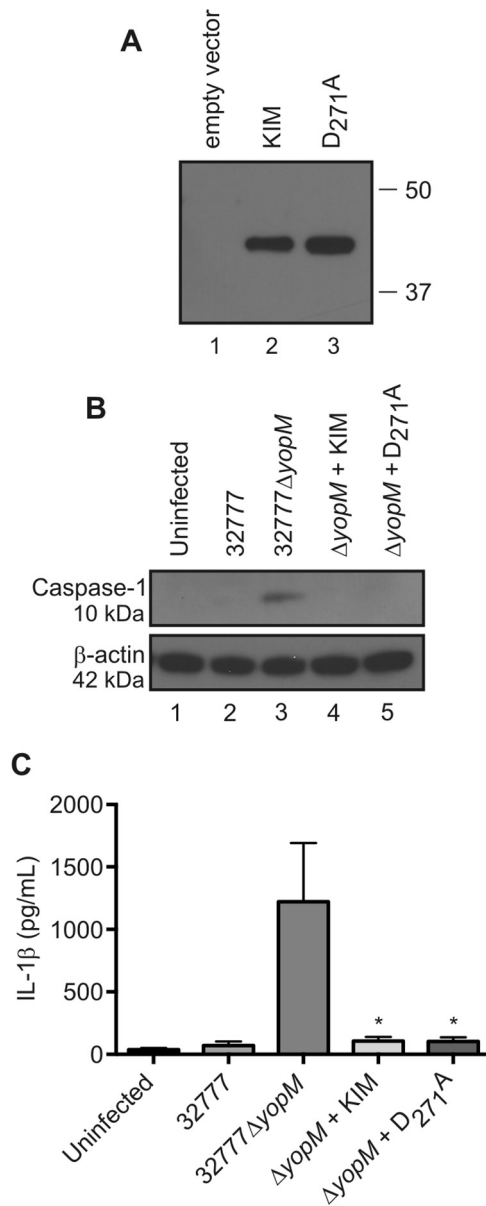 A
empty vector
KIM
D271A
50
37
1 2 3
B
Uninfected
32777
32777ΔyopM
ΔyopM + KIM
ΔyopM + D271A
Caspase-1
10 kDa
β-actin
42 kDa
1 2 3 4 5
C
2000
1500
1000
500
0
IL-1β (pg/mL)
* *
Uninfected
32777
32777ΔyopM
ΔyopM + KIM
ΔyopM + D271A